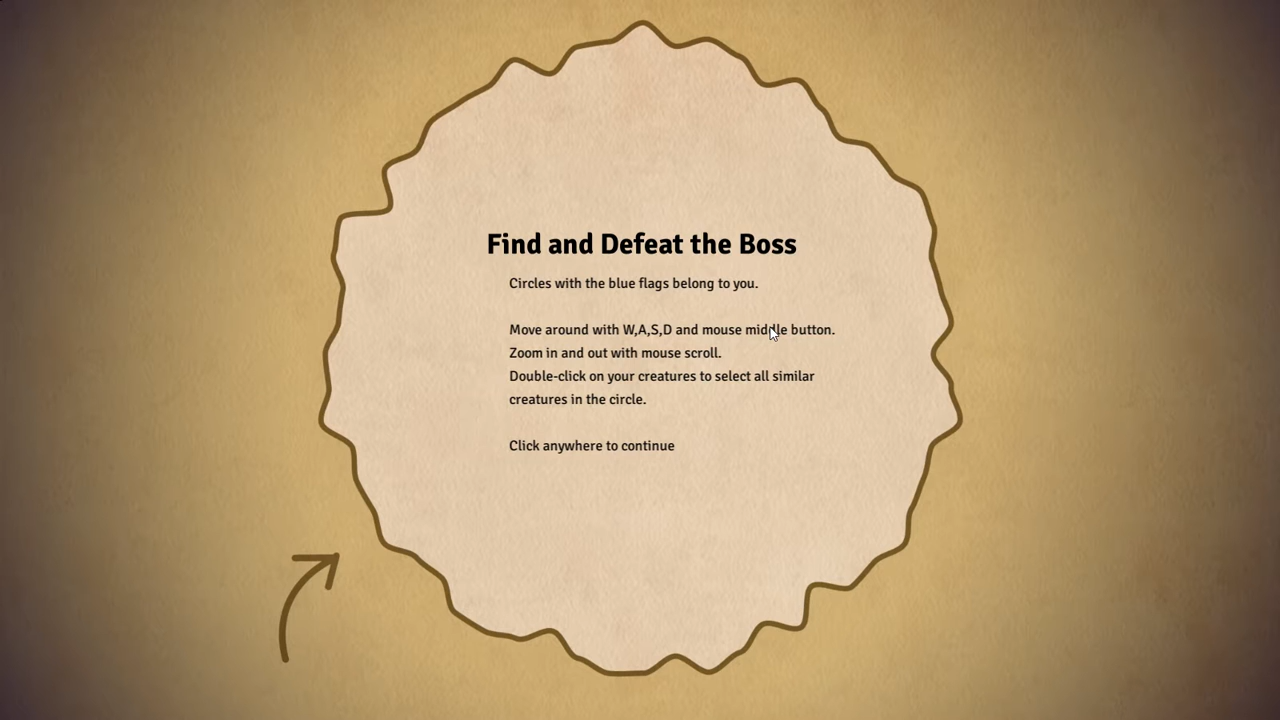 Find and Defeat the Boss
Circles with the blue flags belong to you.
Move around with W,A,S,D and mouse middle button.
Zoom in and out with mouse scroll.
Double-click on your creatures to select all similar
creatures in the circle.
Click anywhere to continue